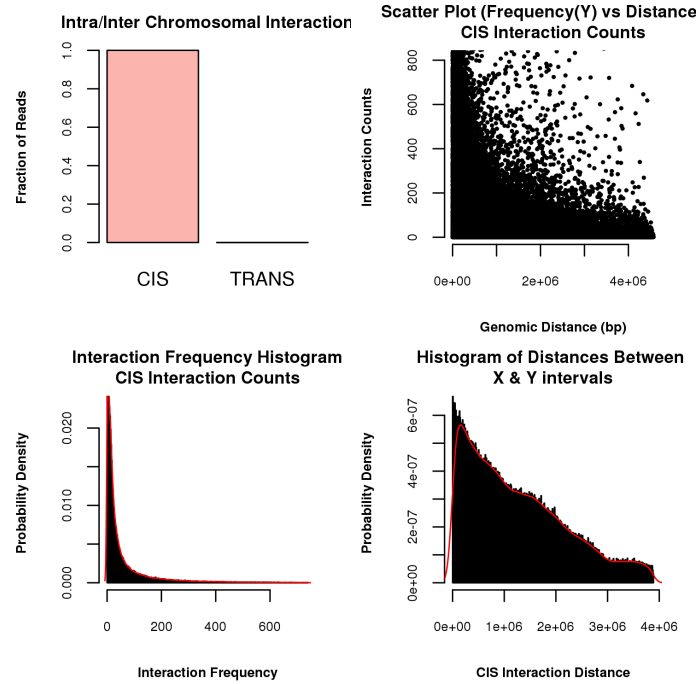 Intra/Inter Chromosomal Interaction
1.0
0.8
0.6
0.4
0.2
0.0
Fraction of Reads
CIS
TRANS
Scatter Plot (Frequency(Y) vs Distance
CIS Interaction Counts
800
600
400
200
0
Interaction Counts
0e+00
2e+06
4e+06
Genomic Distance (bp)
Interaction Frequency Histogram
CIS Interaction Counts
0.020
0.010
0.000
Probability Density
0
200
400
600
Interaction Frequency
Histogram of Distances Between
X & Y intervals
6e-07
4e-07
2e-07
0e+00
Probability Density
0e+00
1e+06
2e+06
3e+06
4e+06
CIS Interaction Distance